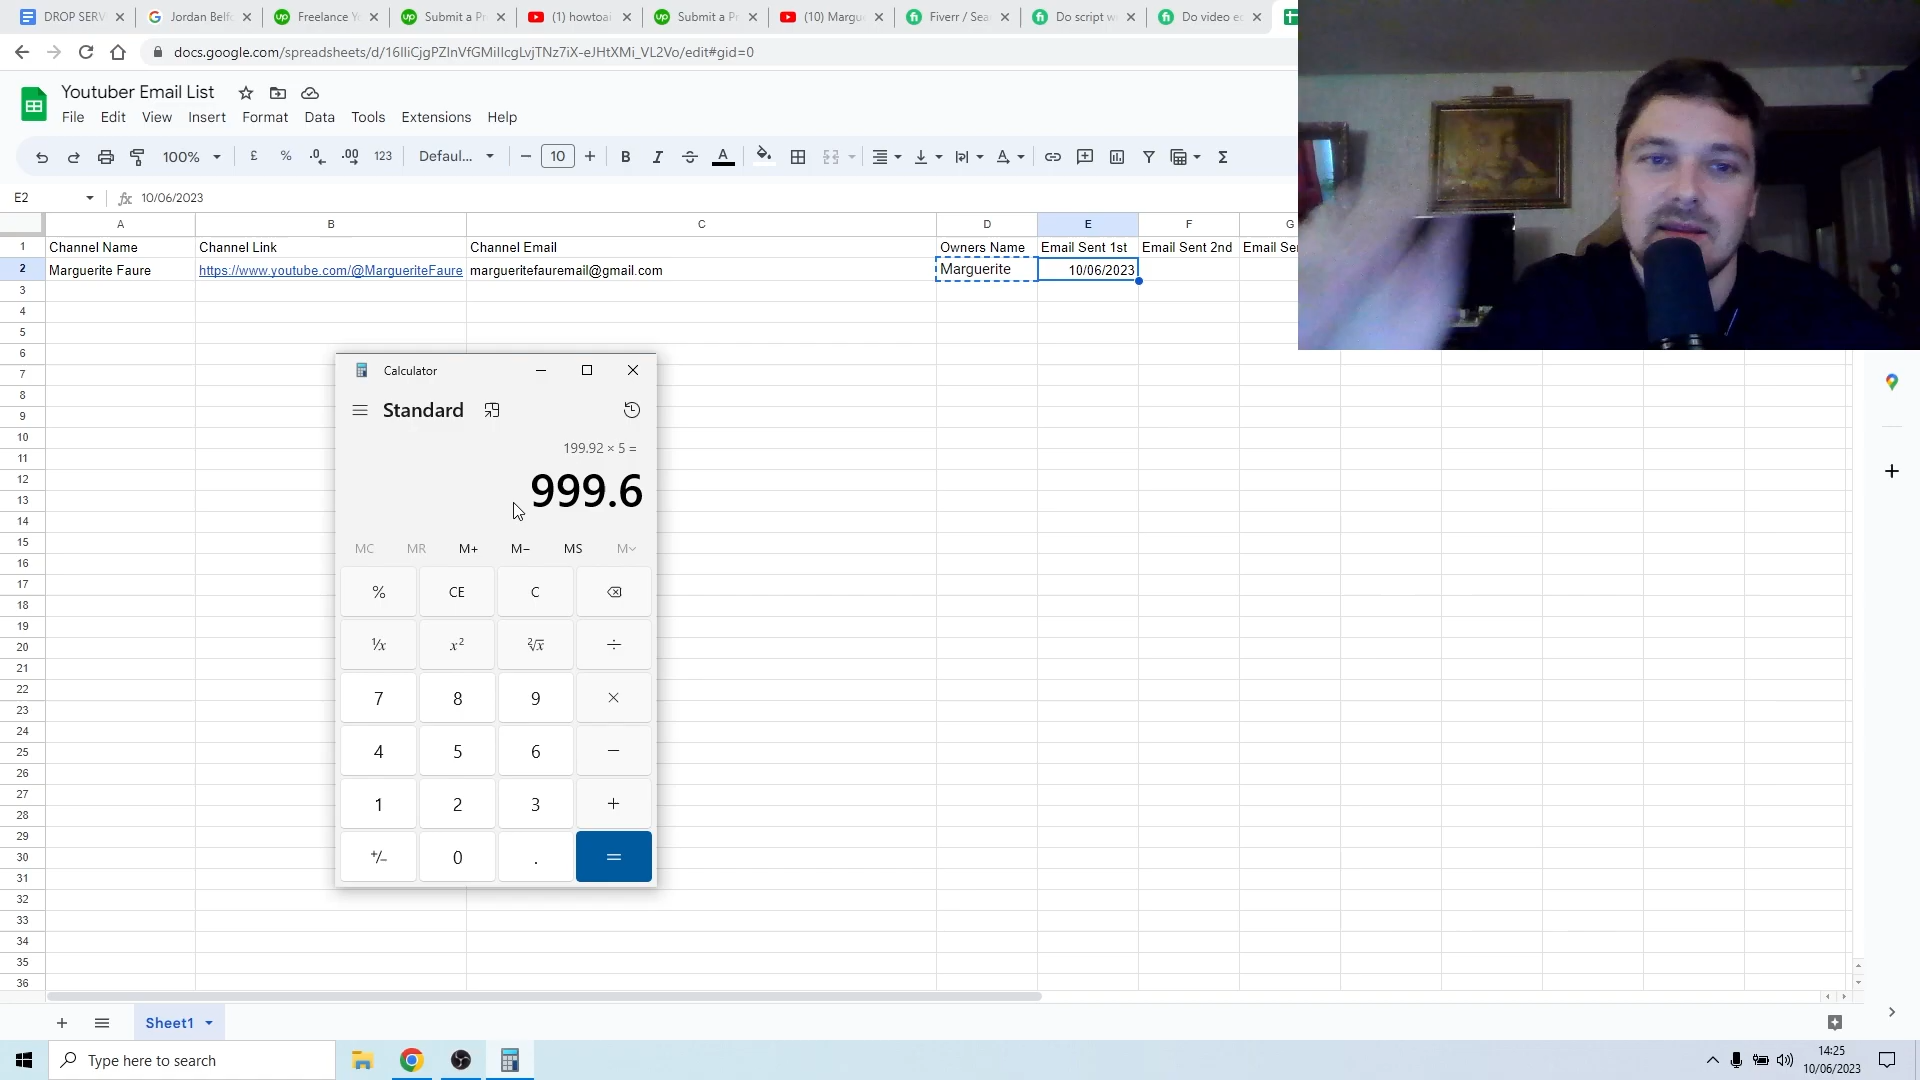 DROP SERV
Jordan Belfo
Freelance Y
Submit a Pr
(1) howtoai
Submit a Pr
(10) Margu
Fiverr / Sea
Do script w
Do video e
docs.google.com/spreadsheets/d/16lliCjgPZlnVfGMilIcgLvjTNz7iX-eJHtXMi_VL2Vo/edit#gid=0
Youtuber Email List
File Edit View Insert Format Data Tools Extensions Help
100% £ % .0 .00 123 Defaul... 10 B I S A
E2 fx 10/06/2023
A B C D E F G
1 Channel Name Channel Link Channel Email Owners Name Email Sent 1st Email Sent 2nd Email Se
2 Marguerite Faure https://www.youtube.com/@MargueriteFaure margueritefauremail@gmail.com Marguerite 10/06/2023
3
4
5
6
7
8
9
10
11
12
13
14
15
16
17
18
19
20
21
22
23
24
25
26
27
28
29
30
31
32
33
34
35
36
Calculator
Standard
199.92 × 5 =
999.6
MC MR M+ M− MS M
% CE C
1/x x² ²√x ÷
7 8 9 ×
4 5 6 −
1 2 3 +
+/− 0 . =
Sheet1
Type here to search
14:25
10/06/2023